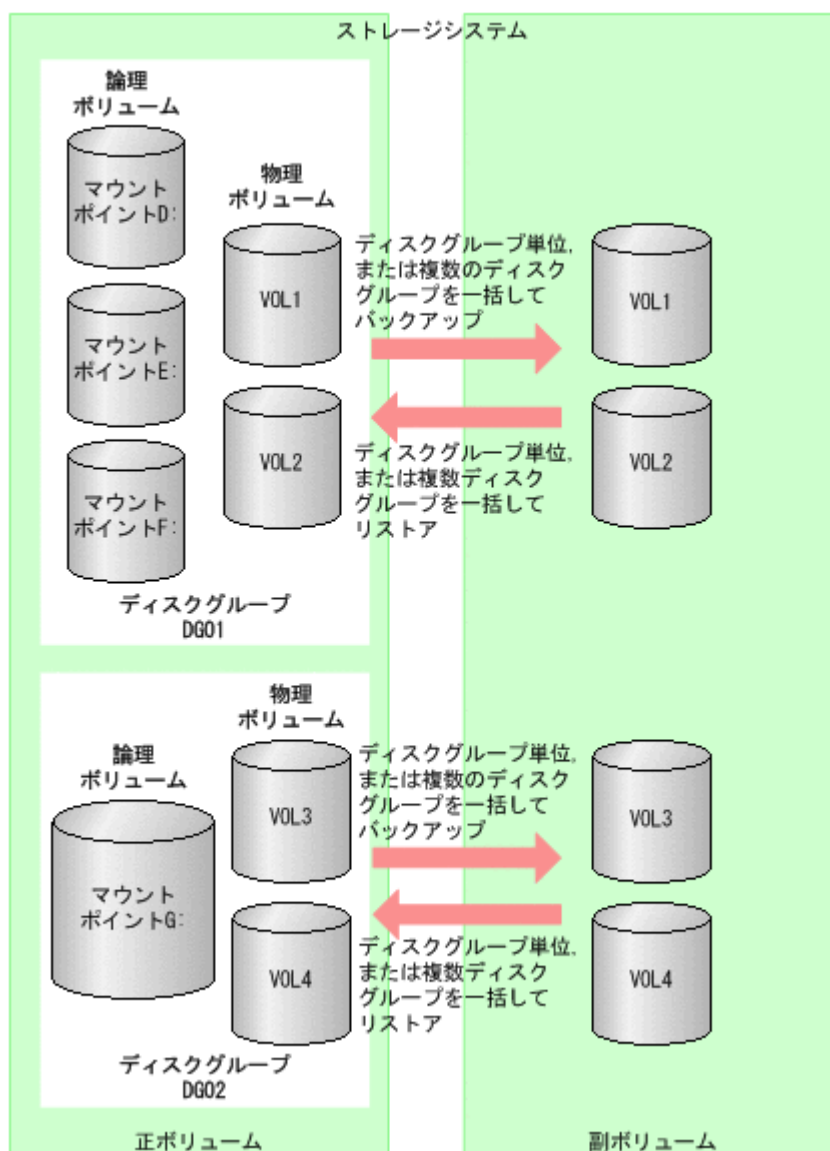 ストレージシステム
論理
ボリューム
マウント
ポイントD:
マウント
ポイントE:
マウント
ポイントF:
物理
ボリューム
VOL1
VOL2
ディスクグループ単位,
または複数のディスク
グループを一括して
バックアップ
ディスクグループ単位,
または複数ディスク
グループを一括して
リストア
VOL1
VOL2
ディスクグループ
DG01
論理
ボリューム
マウント
ポイントG:
物理
ボリューム
VOL3
VOL4
ディスクグループ単位,
または複数のディスク
グループを一括して
バックアップ
ディスクグループ単位,
または複数ディスク
グループを一括して
リストア
VOL3
VOL4
ディスクグループ
DG02
正ボリューム
副ボリューム